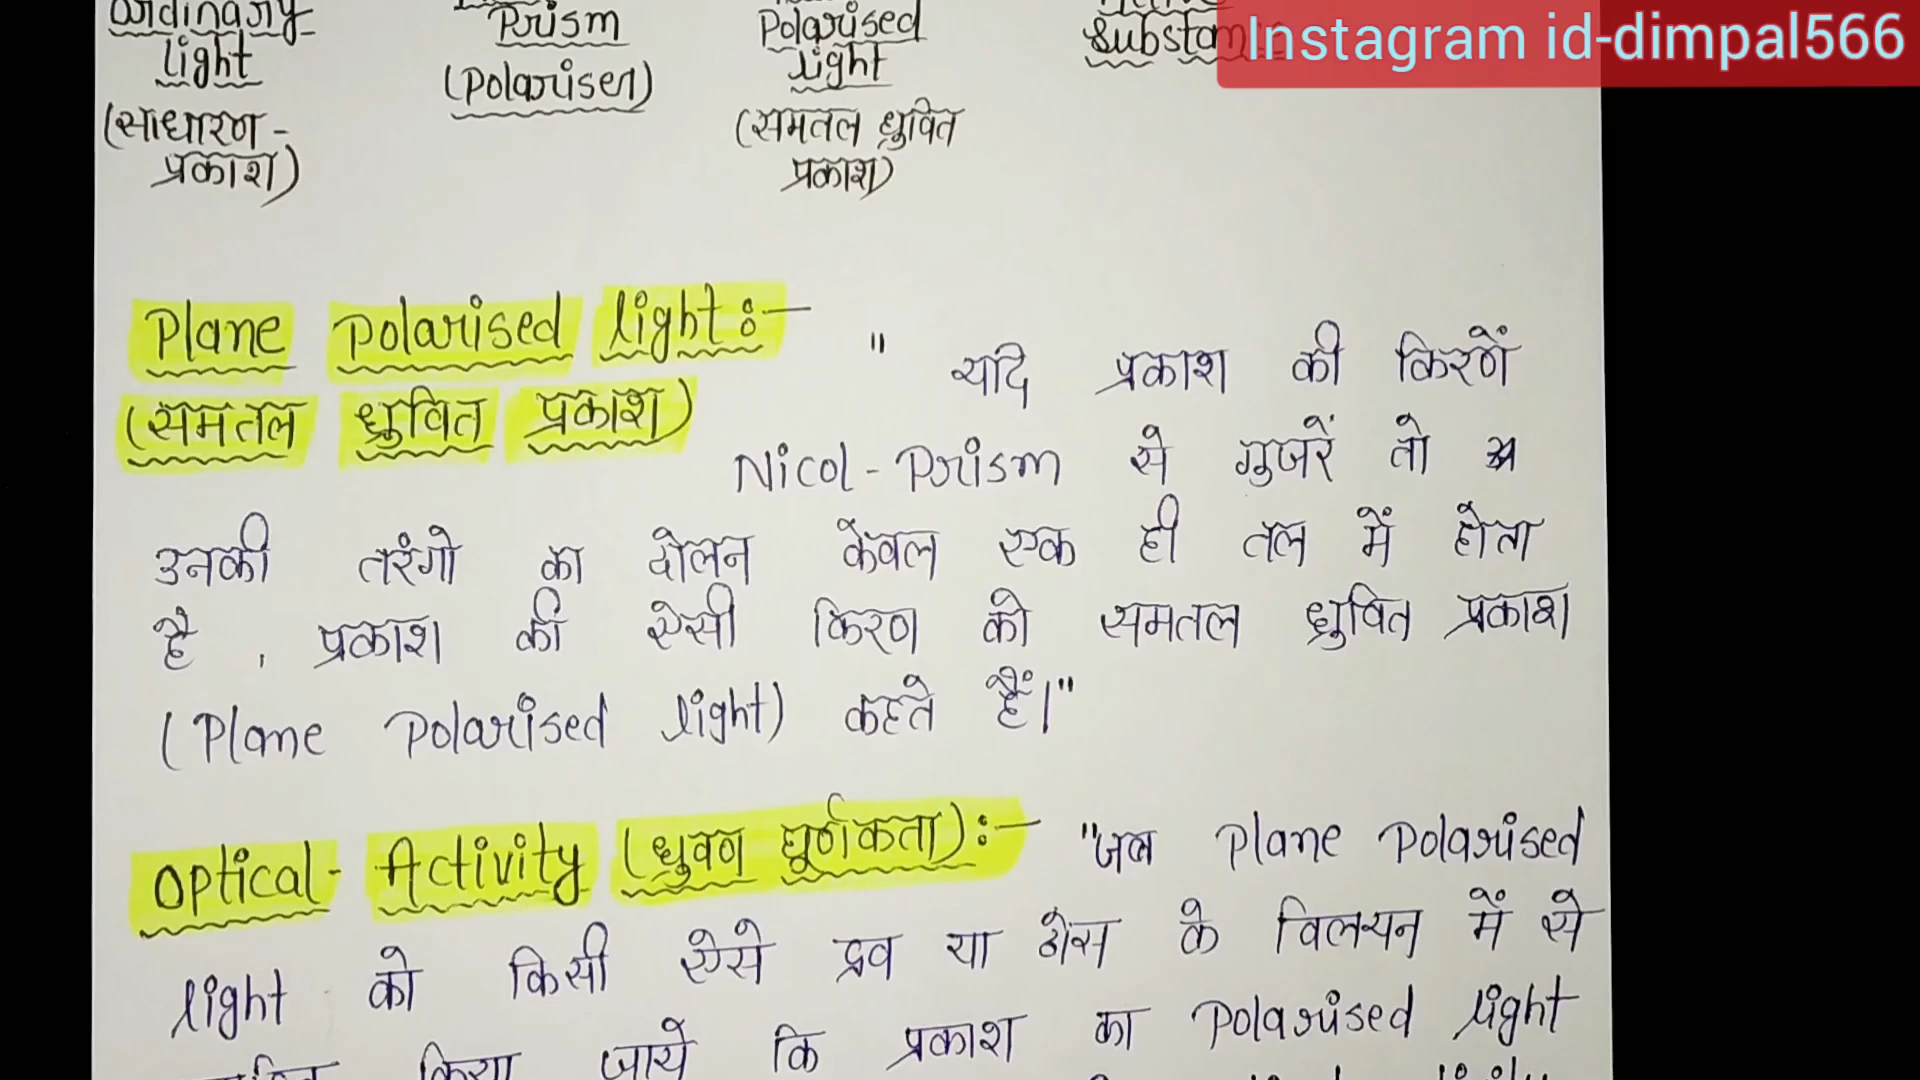 ordinary Prism Polarised
light (Polariser) light
(साधारण- (समतल ध्रुवित
प्रकाश) प्रकाश)
Instagram id-dimpal566
Plane Polarised light:-
" यदि प्रकाश की किरणें
(समतल ध्रुवित प्रकाश)
Nicol-Prism से गुजरें तो
उनकी तरंगो का दोलन केवल एक ही तल में होता
है , प्रकाश की ऐसी किरण को समतल ध्रुवित प्रकाश
(Plane Polarised light) कहते हैं।"
Optical- Activity (ध्रुवण घूर्णकता):- "जब Plane Polarised
light को किसी ऐसे द्रव या ठोस के विलयन में से
किया जाये कि प्रकाश का Polarised light